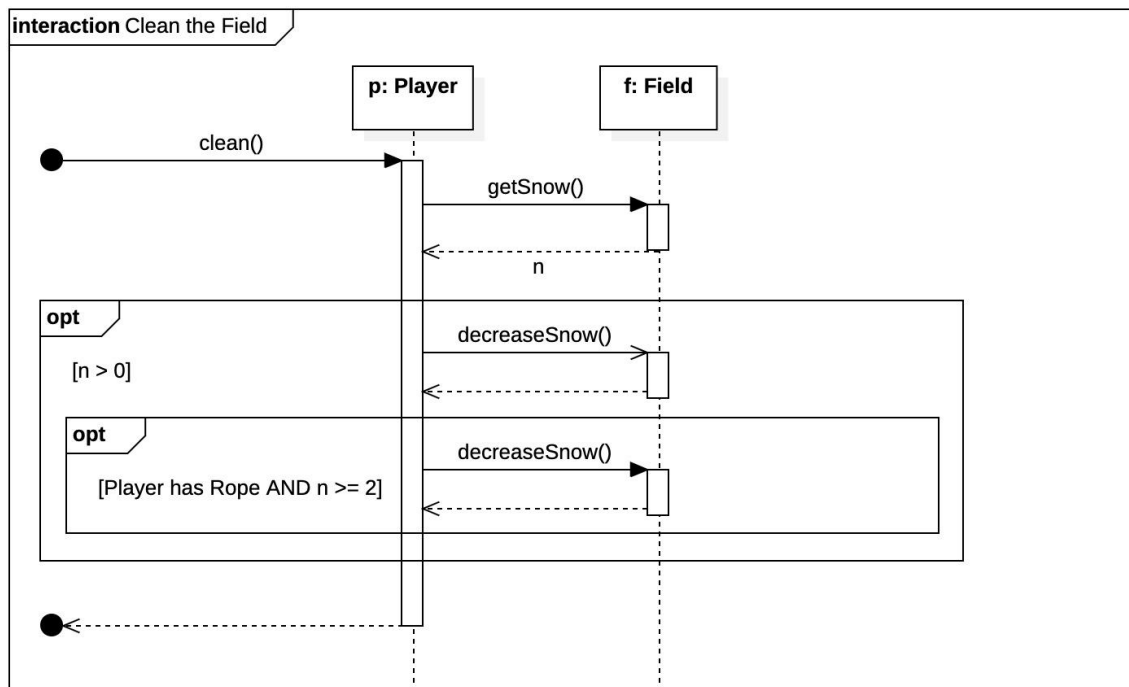 interaction Clean the Field
p: Player
f: Field
clean()
getSnow()
n
opt
decreaseSnow()
[n > 0]
opt
decreaseSnow()
[Player has Rope AND n >= 2]